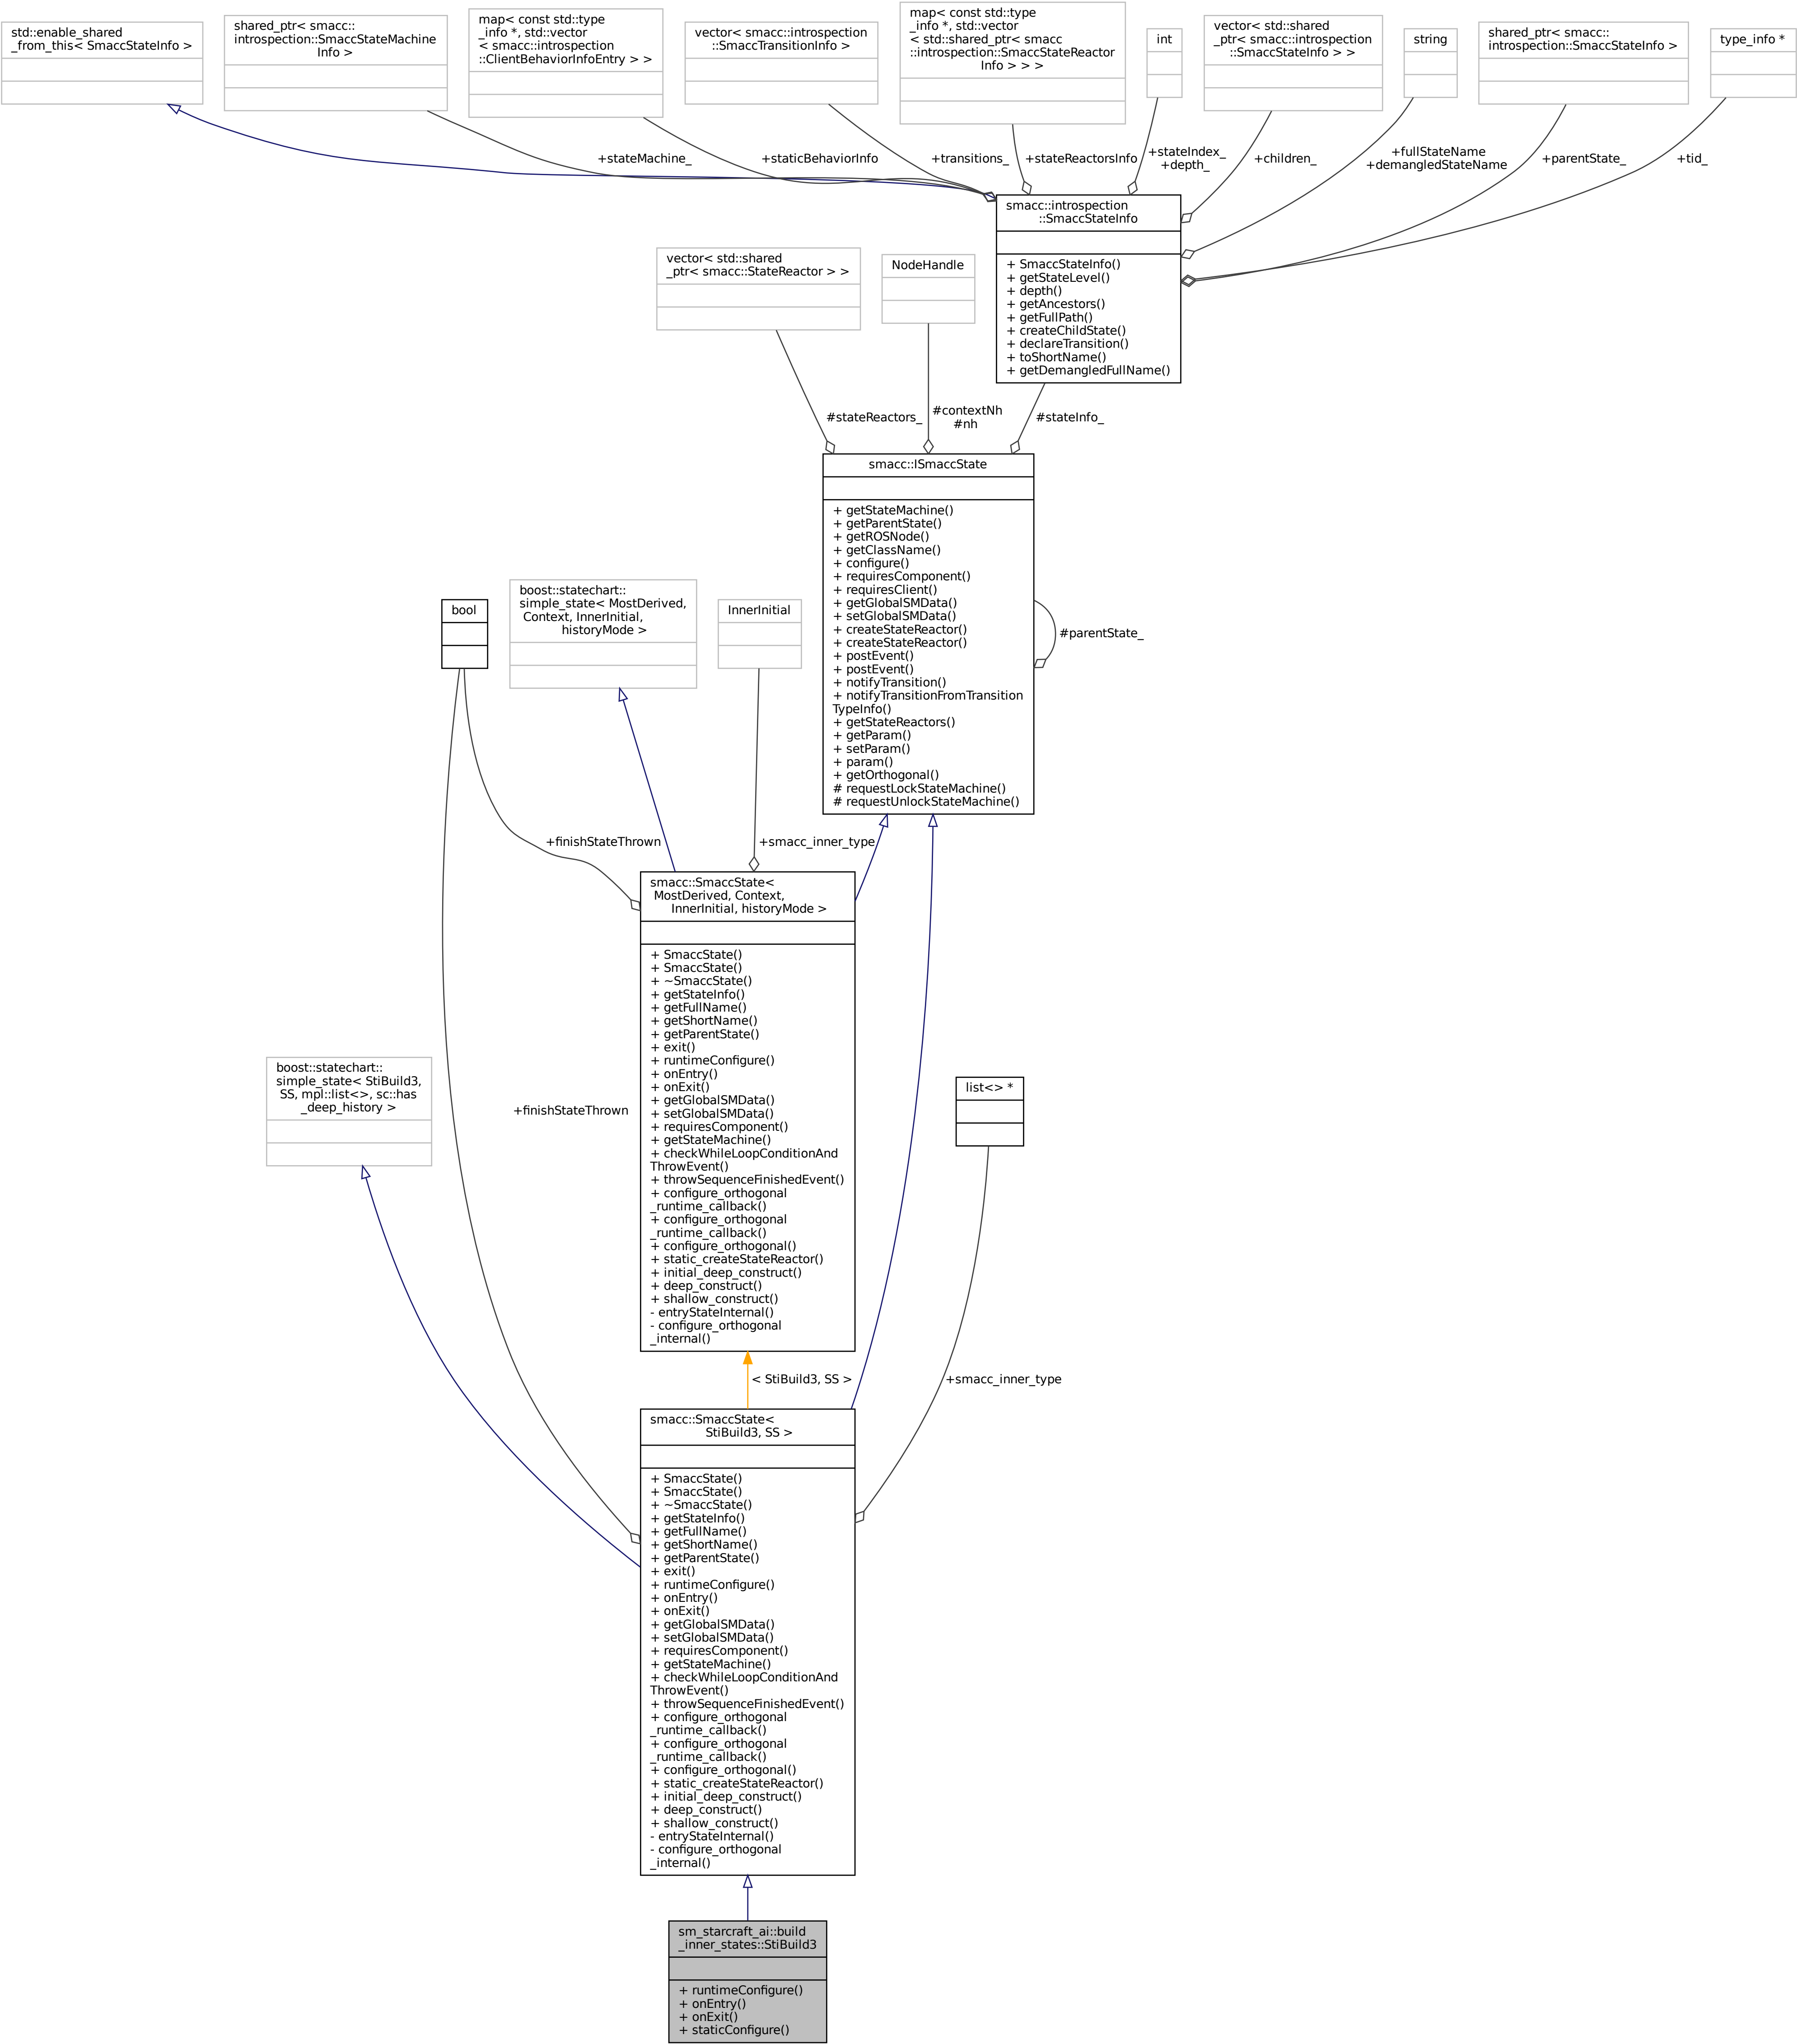 std::enable_shared
_from_this< SmaccStateInfo >
shared_ptr< smacc::
introspection::SmaccStateMachine
Info >
map< const std::type
_info *, std::vector
< smacc::introspection
::ClientBehaviorInfoEntry > >
vector< smacc::introspection
::SmaccTransitionInfo >
map< const std::type
_info *, std::vector
< std::shared_ptr< smacc
::introspection::SmaccStateReactor
Info > > >
int
vector< std::shared
_ptr< smacc::introspection
::SmaccStateInfo > >
string
shared_ptr< smacc::
introspection::SmaccStateInfo >
type_info *
+stateMachine_
+staticBehaviorInfo
+transitions_
+stateReactorsInfo
+stateIndex_
+depth_
+children_
+fullStateName
+demangledStateName
+parentState_
+tid_
smacc::introspection
::SmaccStateInfo
+ SmaccStateInfo()
+ getStateLevel()
+ depth()
+ getAncestors()
+ getFullPath()
+ createChildState()
+ declareTransition()
+ toShortName()
+ getDemangledFullName()
vector< std::shared
_ptr< smacc::StateReactor > >
NodeHandle
#stateReactors_
#contextNh
#nh
#stateInfo_
smacc::ISmaccState
+ getStateMachine()
+ getParentState()
+ getROSNode()
+ getClassName()
+ configure()
+ requiresComponent()
+ requiresClient()
+ getGlobalSMData()
+ setGlobalSMData()
+ createStateReactor()
+ createStateReactor()
+ postEvent()
+ postEvent()
+ notifyTransition()
+ notifyTransitionFromTransition
TypeInfo()
+ getStateReactors()
+ getParam()
+ setParam()
+ param()
+ getOrthogonal()
# requestLockStateMachine()
# requestUnlockStateMachine()
#parentState_
bool
boost::statechart::
simple_state< MostDerived,
Context, InnerInitial,
historyMode >
InnerInitial
+finishStateThrown
+smacc_inner_type
smacc::SmaccState<
MostDerived, Context,
InnerInitial, historyMode >
+ SmaccState()
+ SmaccState()
+ ~SmaccState()
+ getStateInfo()
+ getFullName()
+ getShortName()
+ getParentState()
+ exit()
+ runtimeConfigure()
+ onEntry()
+ onExit()
+ getGlobalSMData()
+ setGlobalSMData()
+ requiresComponent()
+ getStateMachine()
+ checkWhileLoopConditionAnd
ThrowEvent()
+ throwSequenceFinishedEvent()
+ configure_orthogonal
_runtime_callback()
+ configure_orthogonal
_runtime_callback()
+ configure_orthogonal()
+ static_createStateReactor()
+ initial_deep_construct()
+ deep_construct()
+ shallow_construct()
- entryStateInternal()
- configure_orthogonal
_internal()
boost::statechart::
simple_state< StiBuild3,
SS, mpl::list<>, sc::has
_deep_history >
+finishStateThrown
list<> *
< StiBuild3, SS >
+smacc_inner_type
smacc::SmaccState<
StiBuild3, SS >
+ SmaccState()
+ SmaccState()
+ ~SmaccState()
+ getStateInfo()
+ getFullName()
+ getShortName()
+ getParentState()
+ exit()
+ runtimeConfigure()
+ onEntry()
+ onExit()
+ getGlobalSMData()
+ setGlobalSMData()
+ requiresComponent()
+ getStateMachine()
+ checkWhileLoopConditionAnd
ThrowEvent()
+ throwSequenceFinishedEvent()
+ configure_orthogonal
_runtime_callback()
+ configure_orthogonal
_runtime_callback()
+ configure_orthogonal()
+ static_createStateReactor()
+ initial_deep_construct()
+ deep_construct()
+ shallow_construct()
- entryStateInternal()
- configure_orthogonal
_internal()
sm_starcraft_ai::build
_inner_states::StiBuild3
+ runtimeConfigure()
+ onEntry()
+ onExit()
+ staticConfigure()